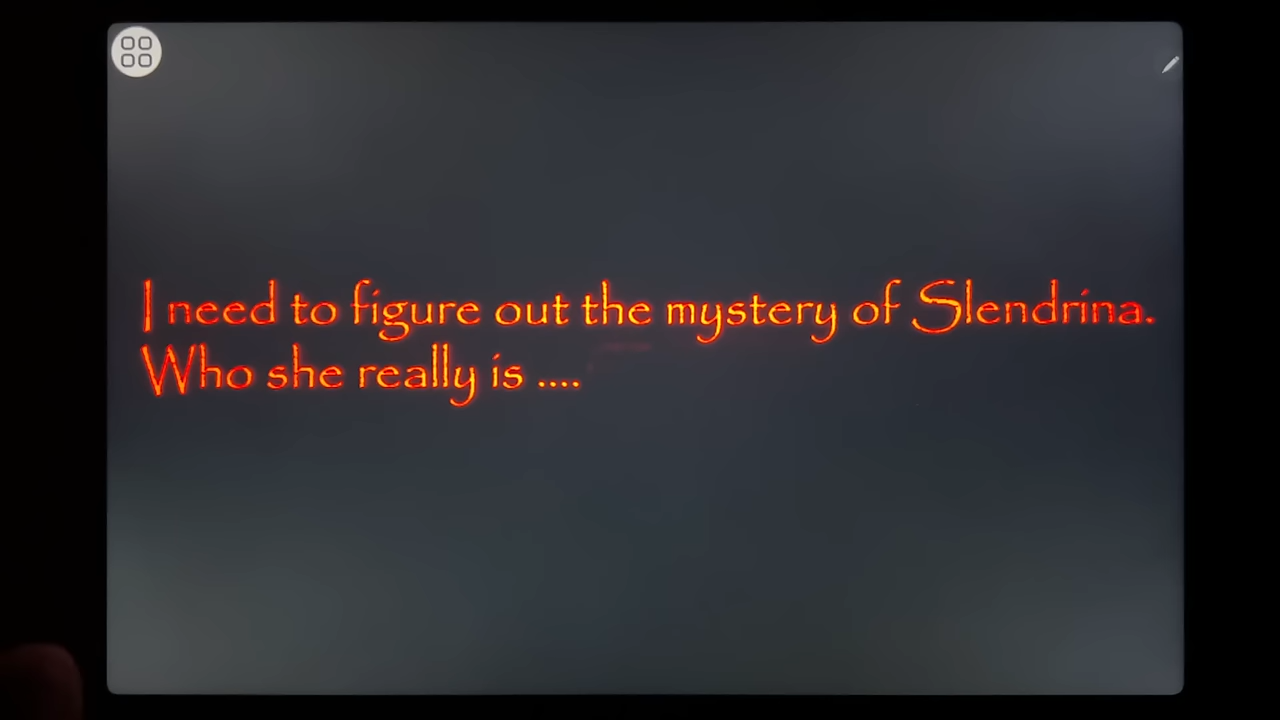 I need to figure out the mystery of Slendrina.
Who she really is ....